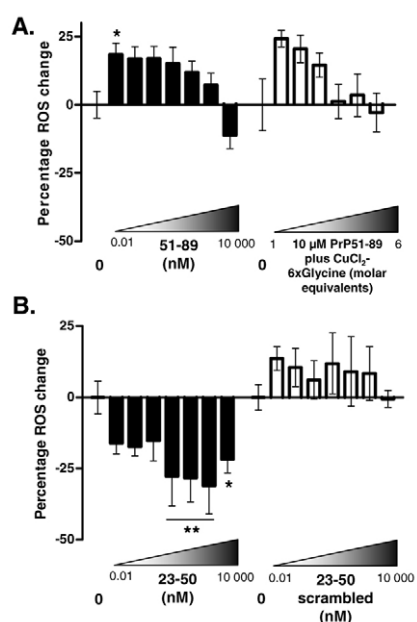 A.
Percentage ROS change
25
0
-25
-50
*
0
0.01
10 000
51-89
(nM)
0
1
6
10 µM PrP51-89
plus CuCl2-
6xGlycine (molar
equivalents)
B.
Percentage ROS change
25
0
-25
-50
**
*
0
0.01
10 000
23-50
(nM)
0
0.01
10 000
23-50
scrambled
(nM)